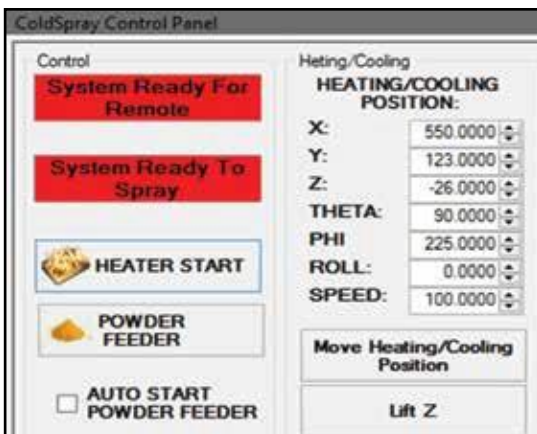 ColdSpray Control Panel
Control
System Ready For
Remote
System Ready To
Spray
HEATER START
POWDER
FEEDER
AUTO START
POWDER FEEDER
Heting/Cooling
HEATING/COOLING
POSITION:
X: 550.0000
Y: 123.0000
Z: -26.0000
THETA: 90.0000
PHI 225.0000
ROLL: 0.0000
SPEED: 100.0000
Move Heating/Cooling
Position
Lift Z